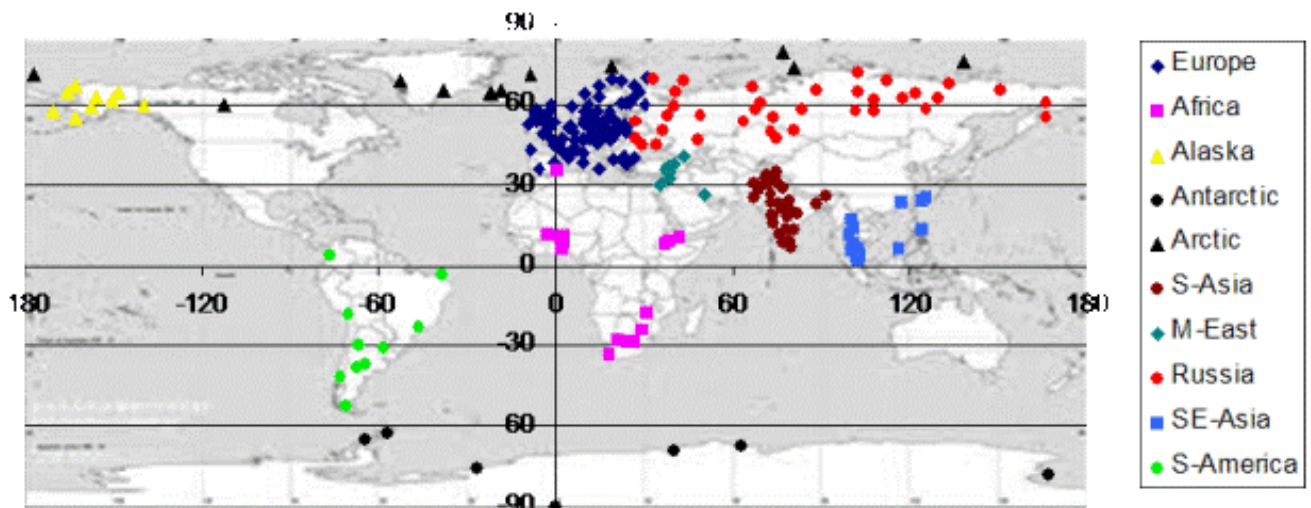 90
60
30
0
180 -120 -60 0 60 120 180
-30
-60
-90
Europe
Africa
Alaska
Antarctic
Arctic
S-Asia
M-East
Russia
SE-Asia
S-America